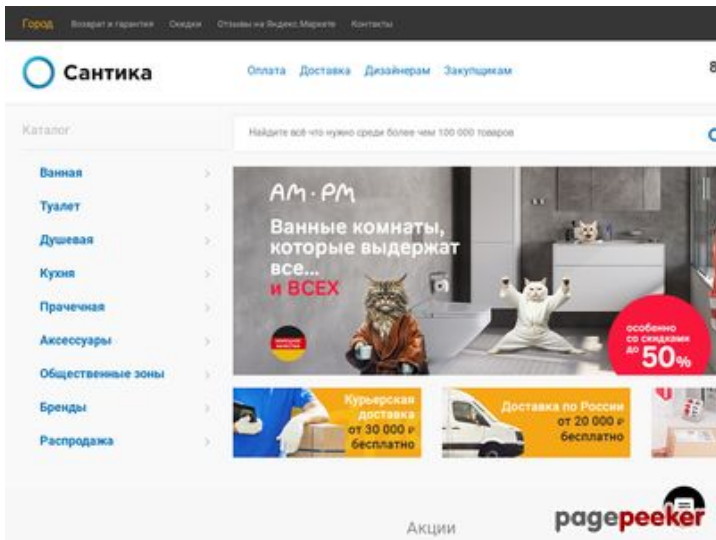 Город Возврат и гарантия Скидки Отзывы на Яндекс.Маркете Контакты
Сантика
Оплата Доставка Дизайнерам Закупщикам
8
Каталог
Найдите всё что нужно среди более чем 100 000 товаров
Ванная
Туалет
Душевая
Кухня
Прачечная
Аксессуары
Общественные зоны
Бренды
Распродажа
AM·PM
Ванные комнаты,
которые выдержат
все...
и ВСЕХ
особенно
со скидками
до 50%
Курьерская
доставка
от 30 000 ₽
бесплатно
Доставка по России
от 20 000 ₽
бесплатно
Акции
pagepeeker